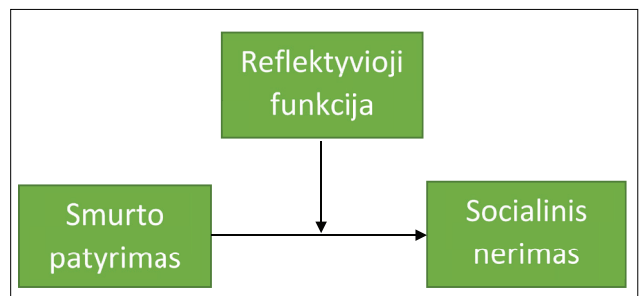 Reflektyvioji
funkcija
Smurto
patyrimas
Socialinis
nerimas